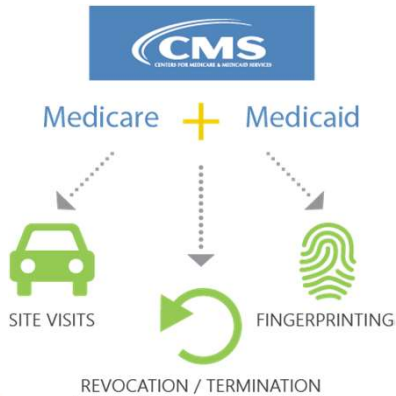 CMS
CENTERS FOR MEDICARE & MEDICAID SERVICES
Medicare + Medicaid
SITE VISITS
FINGERPRINTING
REVOCATION / TERMINATION